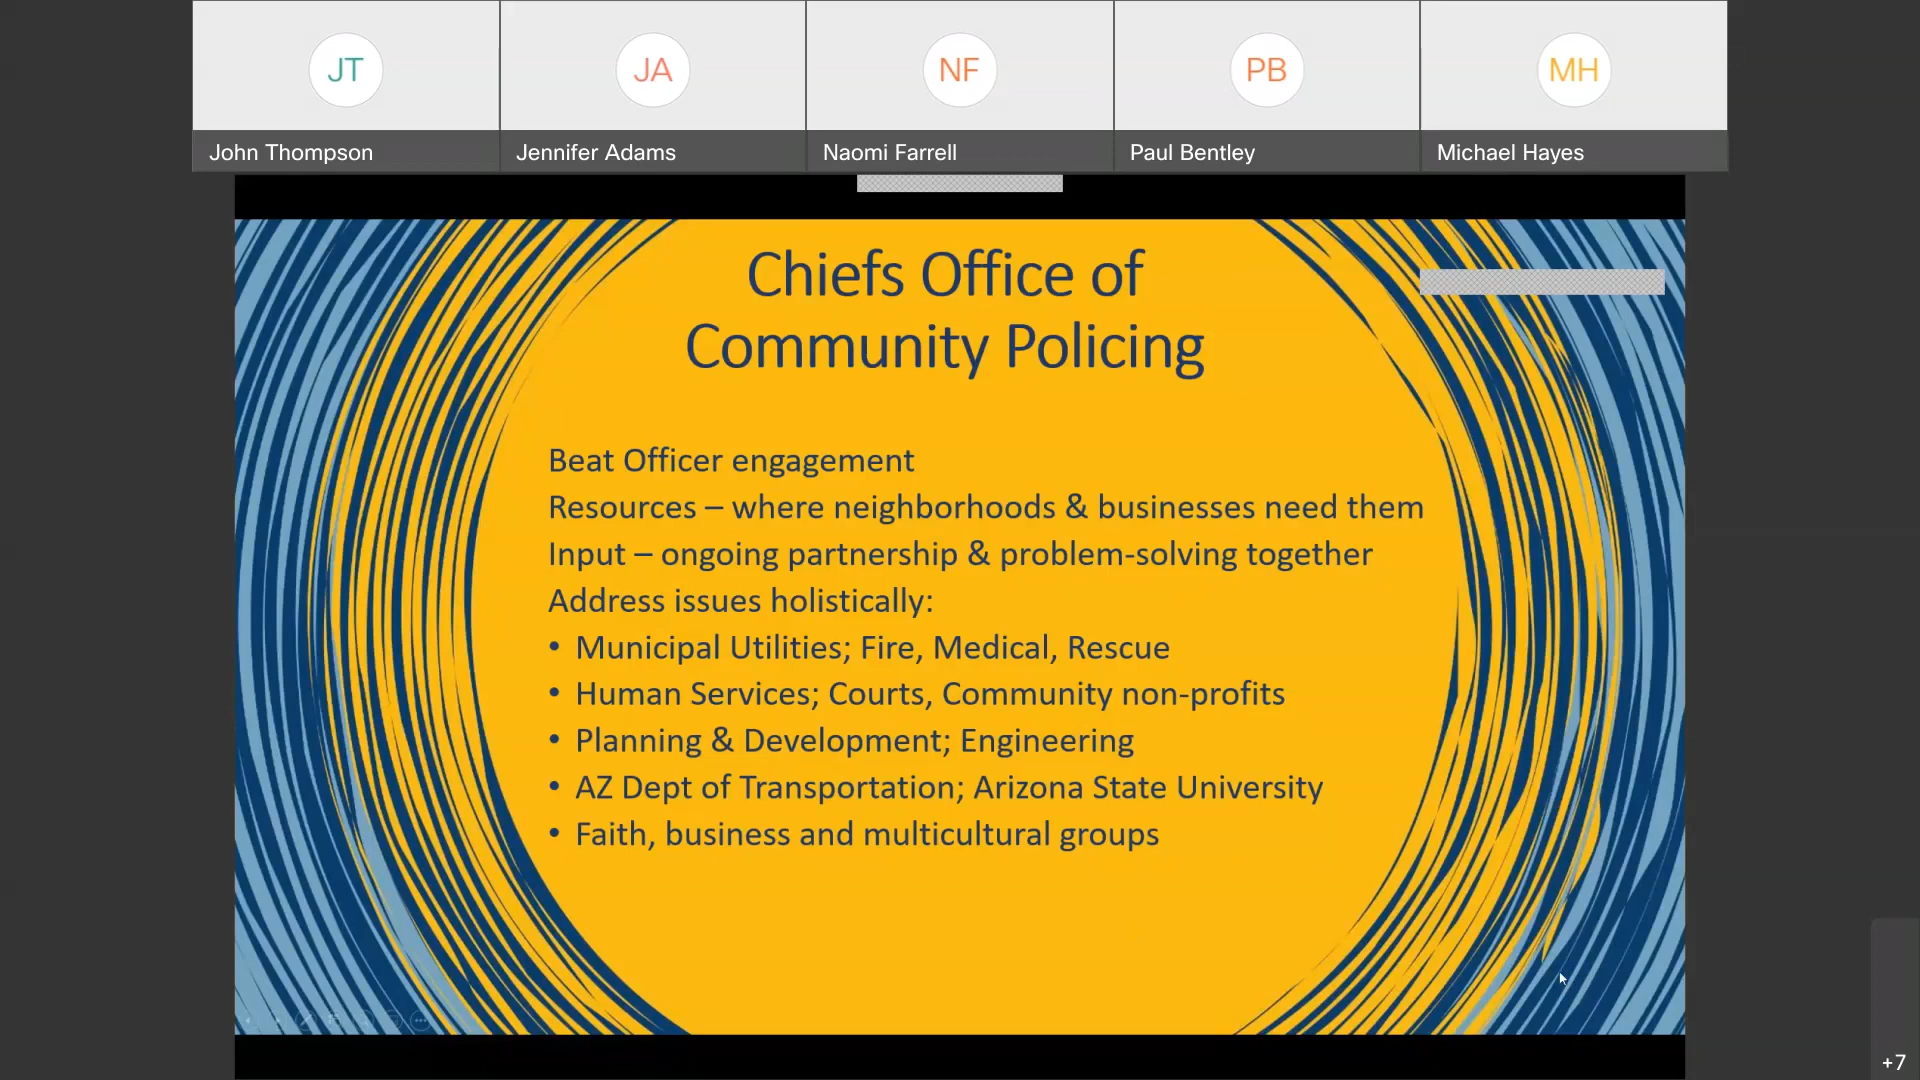 JT
JA
NF
PB
MH
John Thompson
Jennifer Adams
Naomi Farrell
Paul Bentley
Michael Hayes
Chiefs Office of
Community Policing
Beat Officer engagement
Resources – where neighborhoods & businesses need them
Input – ongoing partnership & problem-solving together
Address issues holistically:
• Municipal Utilities; Fire, Medical, Rescue
• Human Services; Courts, Community non-profits
• Planning & Development; Engineering
• AZ Dept of Transportation; Arizona State University
• Faith, business and multicultural groups
+7